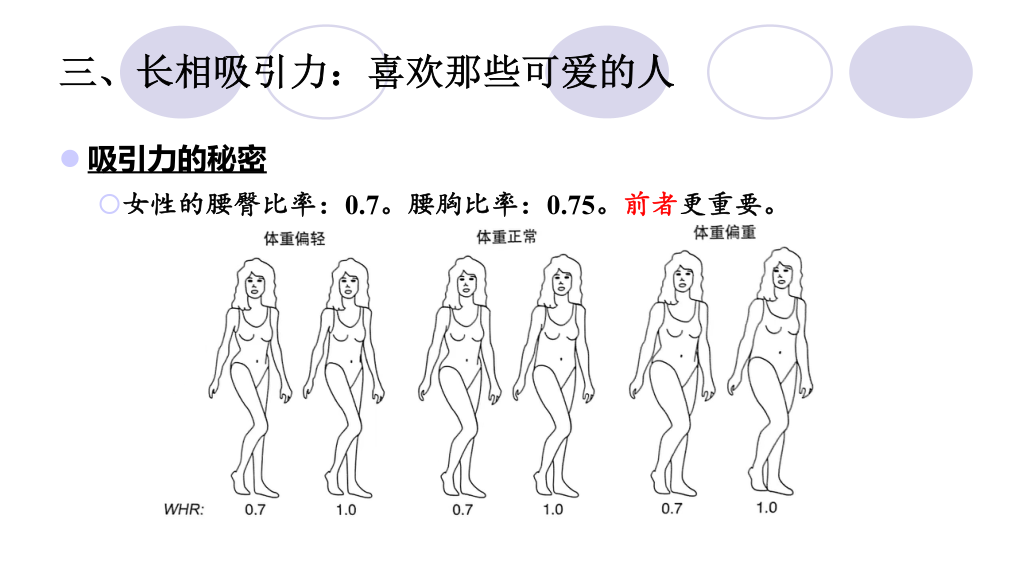 三、长相吸引力：喜欢那些可爱的人
吸引力的秘密
女性的腰臀比率：0.7。腰胸比率：0.75。前者更重要。
体重偏轻 体重正常 体重偏重
WHR: 0.7 1.0 0.7 1.0 0.7 1.0